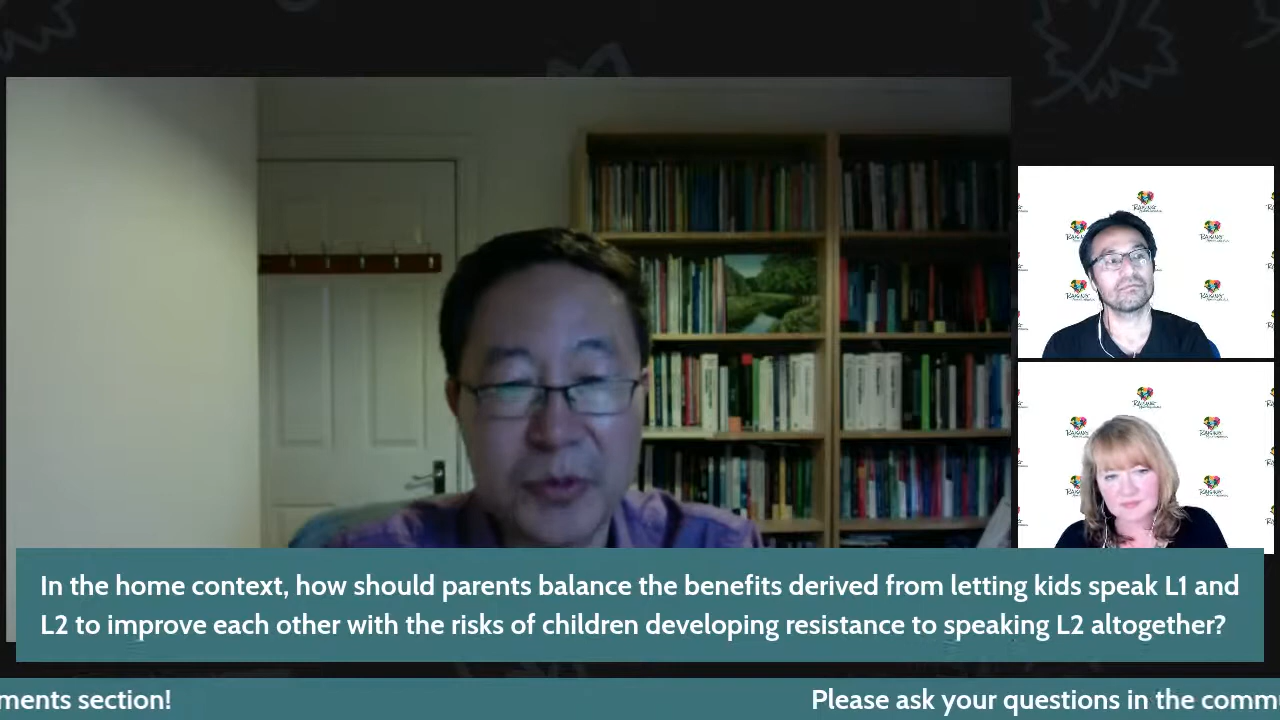 In the home context, how should parents balance the benefits derived from letting kids speak L1 and
L2 to improve each other with the risks of children developing resistance to speaking L2 altogether?
ments section!
Please ask your questions in the comm